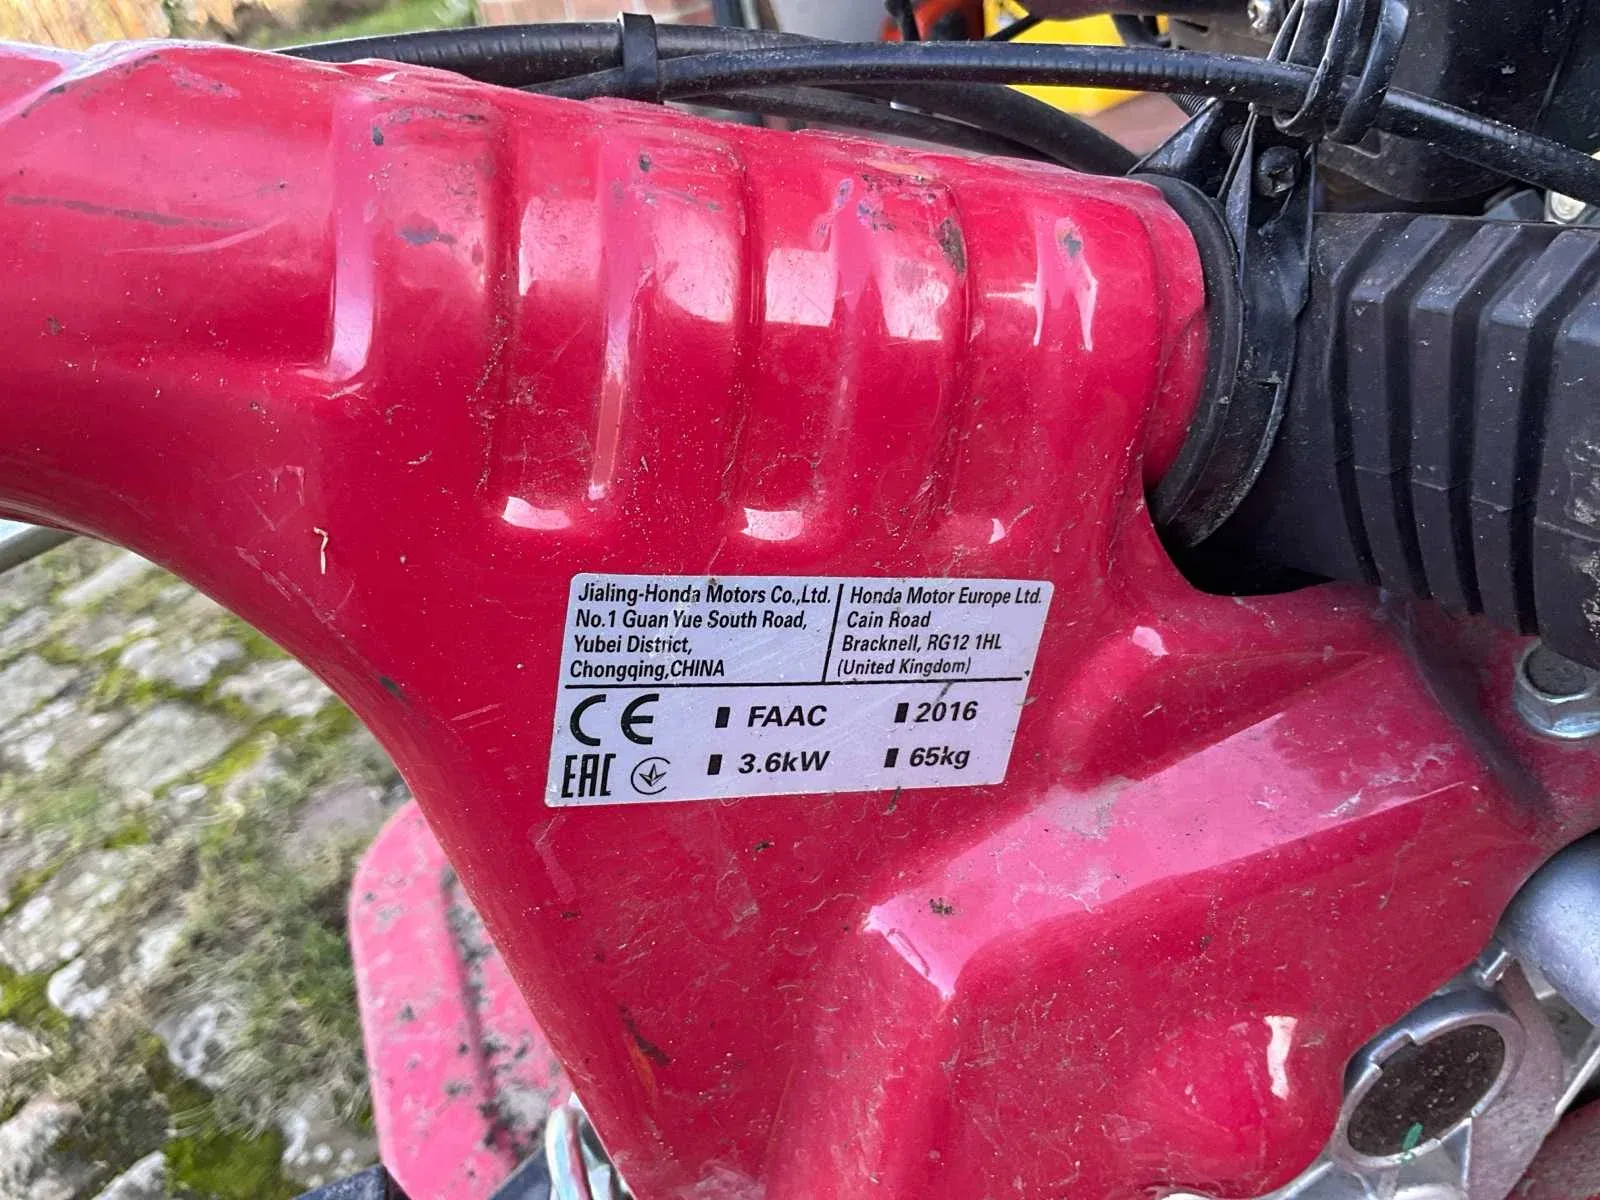 Jialing-Honda Motors Co.,Ltd.
No.1 Guan Yue South Road,
Yubei District,
Chongqing,CHINA
Honda Motor Europe Ltd.
Cain Road
Bracknell, RG12 1HL
(United Kingdom)
CE
FAAC
2016
EAC
3.6kW
65kg